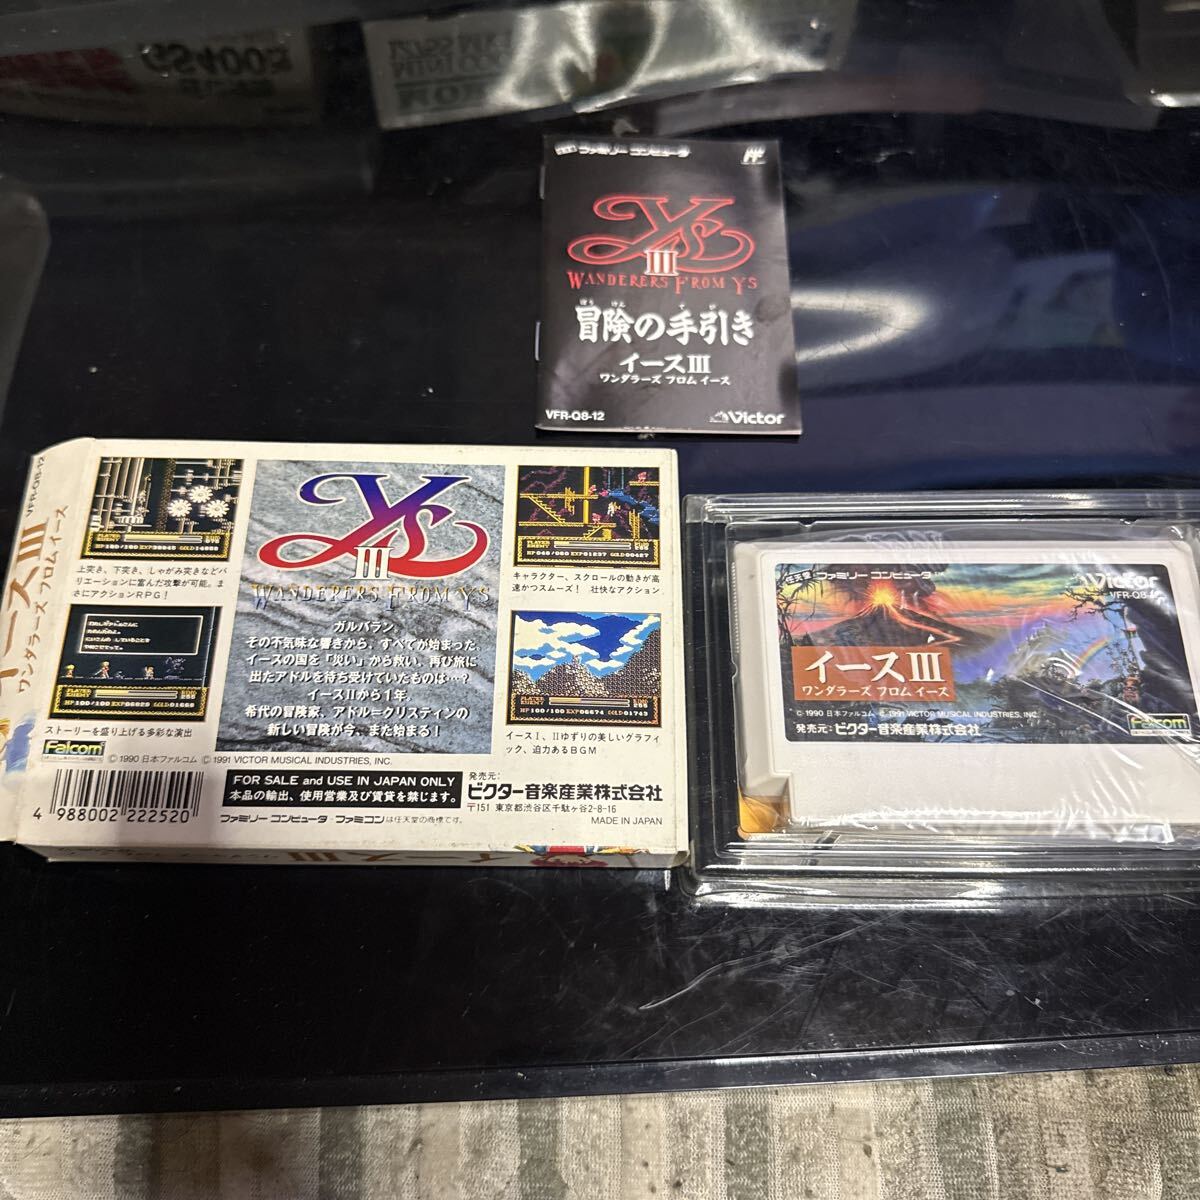 GS400
ファミリー コンピュータ
Ys
III
WANDERERS FROM YS
ぼうけん
冒険の手引き
イースIII
ワンダラーズ フロム イース
VFR-Q8-12
Victor
VFR-Q8-12
イースIII
ワンダラーズ フロム イース
上突き、下突き、しゃがみ突きなどバ
リエーションに富んだ攻撃が可能。ま
さにアクションRPG!
ストーリーを盛り上げる多彩な演出
Ys
III
WANDERERS FROM YS
ガルバラン。
その不気味な響きから、すべてが始まった。
イースの国を「災い」から救い、再び旅に
出たアドルを待ち受けていたものは…?
イースIIから1年。
希代の冒険家、アドル=クリスティンの
新しい冒険が今、また始まる!
キャラクター、スクロールの動きが高
速かつスムーズ! 壮快なアクション
イースI、IIゆずりの美しいグラフィ
ック、迫力あるBGM
Falcom
© 1990 日本ファルコム © 1991 VICTOR MUSICAL INDUSTRIES, INC.
4 988002 222520
FOR SALE and USE IN JAPAN ONLY
本品の輸出、使用営業及び賃貸を禁じます。
発売元:
ビクター音楽産業株式会社
〒151 東京都渋谷区千駄ヶ谷2-8-16
ファミリーコンピュータ・ファミコンは任天堂の商標です。
MADE IN JAPAN
イースIII
任天堂 ファミリー コンピュータ
Victor
VFR-Q8
イースIII
ワンダラーズ フロム イース
© 1990 日本ファルコム © 1991 VICTOR MUSICAL INDUSTRIES, INC.
発売元: ビクター音楽産業株式会社
Falcom